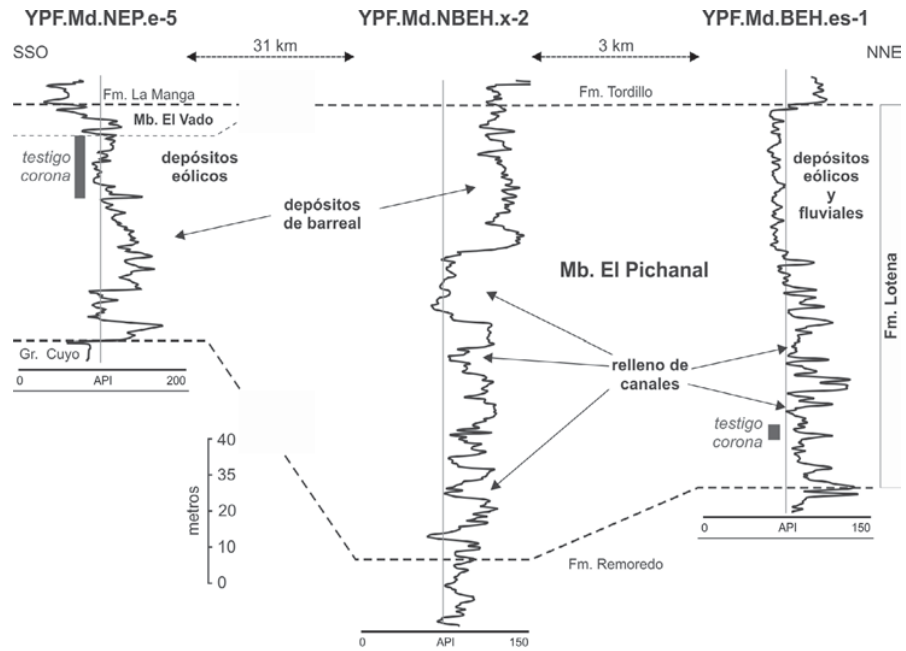 YPF.Md.NEP.e-5
YPF.Md.NBEH.x-2
YPF.Md.BEH.es-1
SSO
31 km
3 km
NNE
Fm. La Manga
Fm. Tordillo
Mb. El Vado
testigo
corona
depósitos
eólicos
depósitos
de barreal
depósitos
eólicos
y
fluviales
Mb. El Pichanal
Fm. Lotena
Gr. Cuyo
0
API
200
relleno de
canales
testigo
corona
metros
40
35
20
10
0
0
API
150
Fm. Remoredo
0
API
150